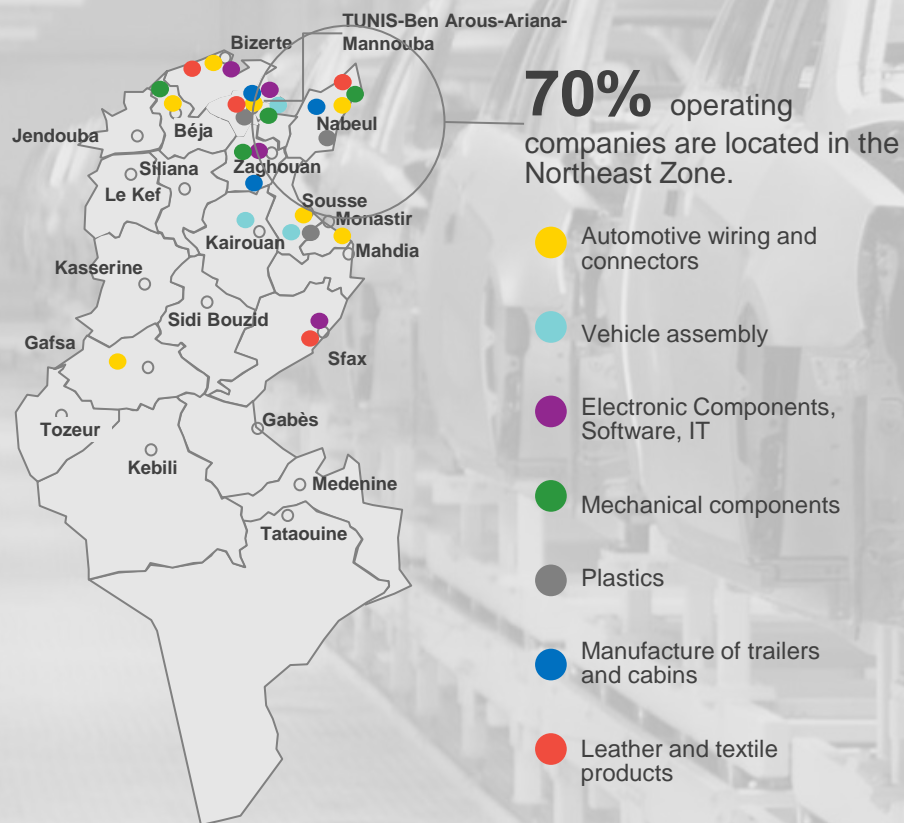 TUNIS-Ben Arous-Ariana-
Mannouba
Bizerte
Nabeul
Béja
Jendouba
Zaghouan
Siliana
Le Kef
Sousse
Monastir
Kairouan
Mahdia
Kasserine
Sidi Bouzid
Gafsa
Sfax
Gabès
Tozeur
Kebili
Medenine
Tataouine
70% operating
companies are located in the
Northeast Zone.
Automotive wiring and
connectors
Vehicle assembly
Electronic Components,
Software, IT
Mechanical components
Plastics
Manufacture of trailers
and cabins
Leather and textile
products